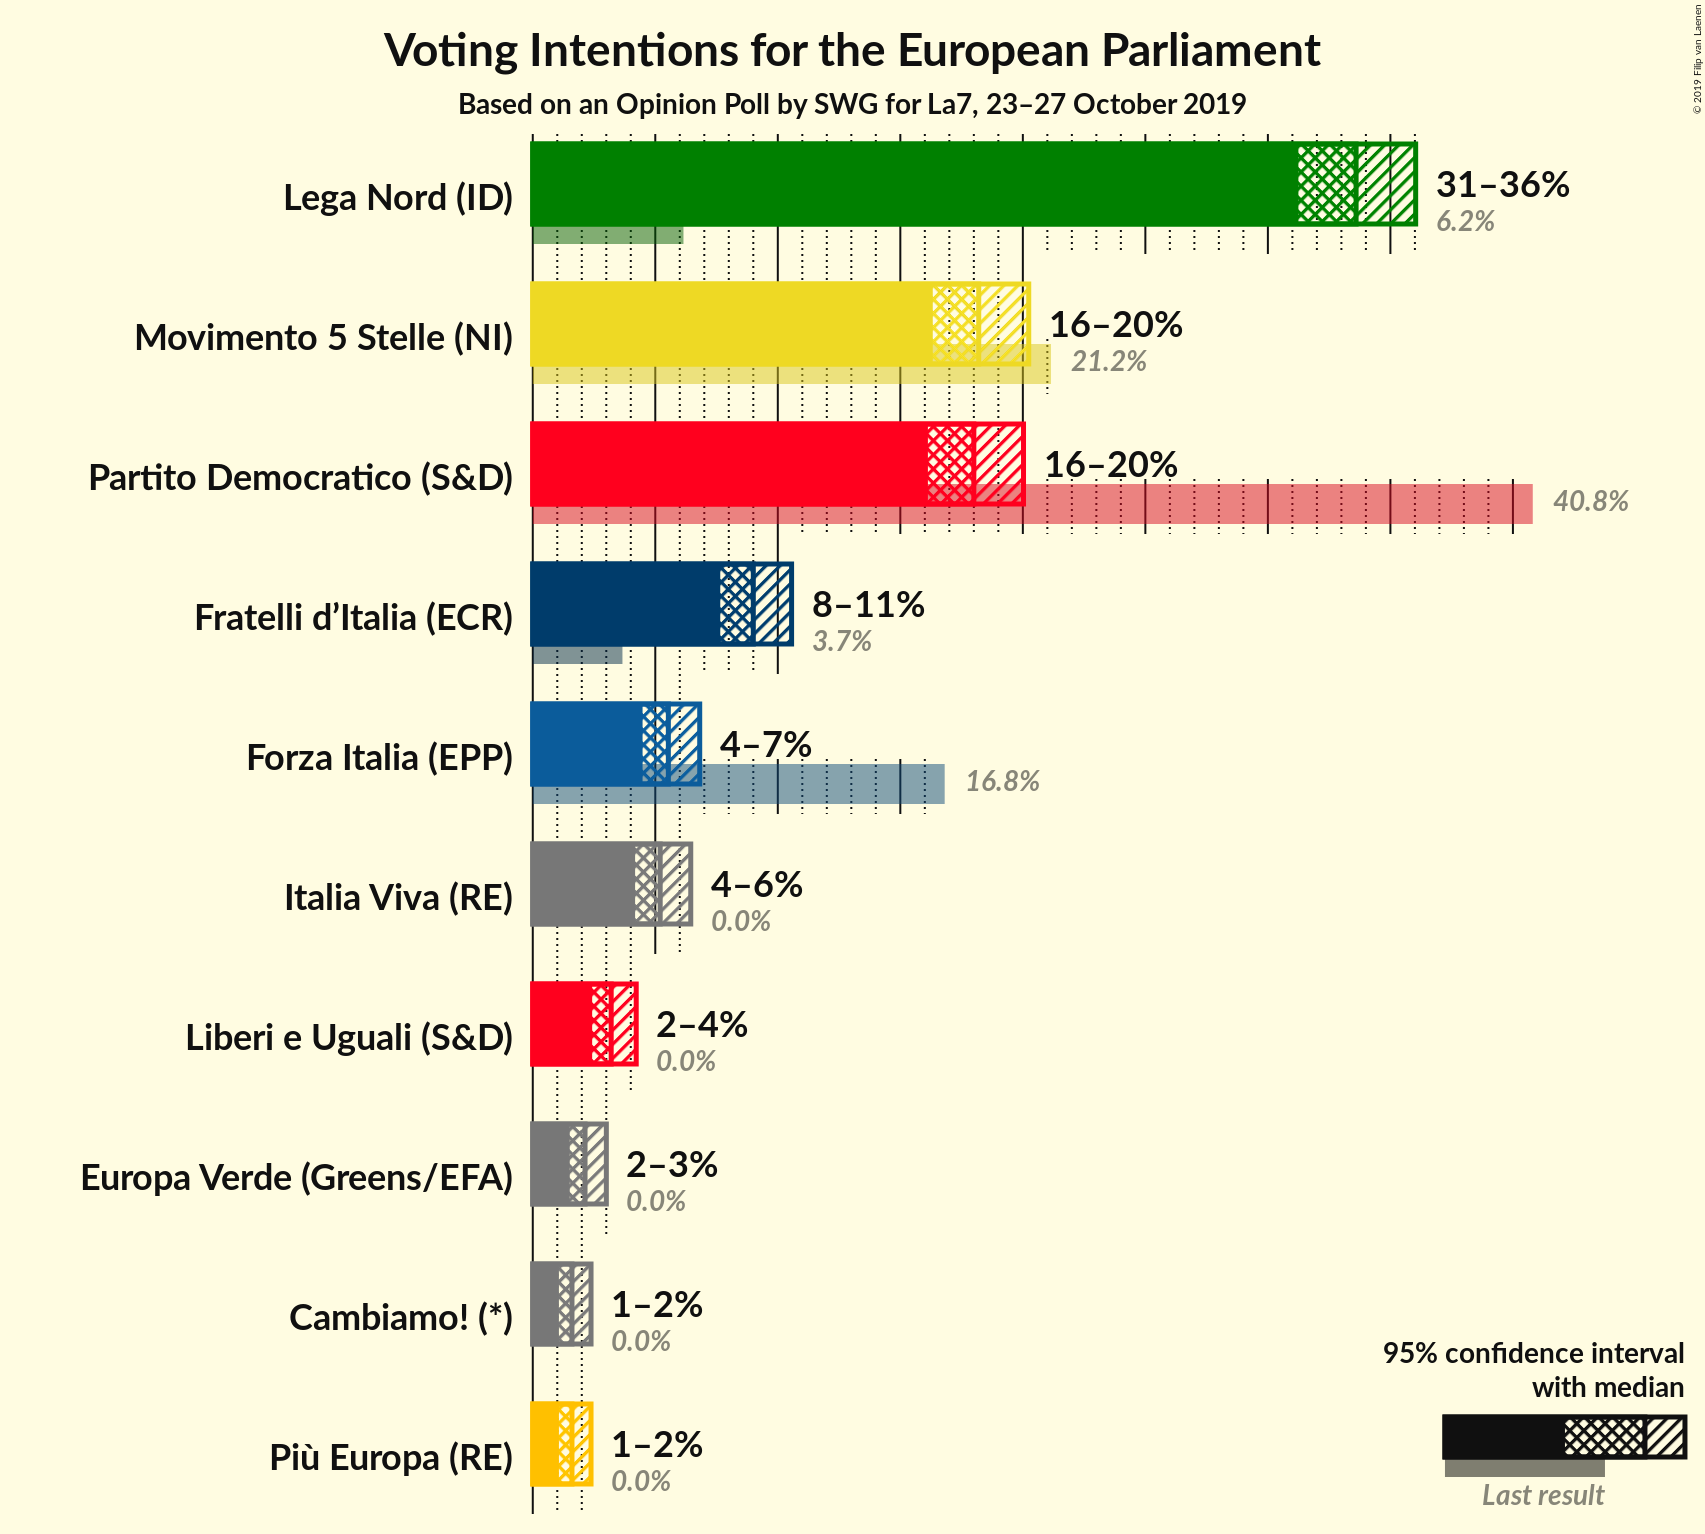 Voting Intentions for the European Parliament
Based on an Opinion Poll by SWG for La7, 23–27 October 2019
© 2019 Filip van Laenen
Lega Nord (ID)
31–36%
6.2%
Movimento 5 Stelle (NI)
16–20%
21.2%
Partito Democratico (S&D)
16–20%
40.8%
Fratelli d’Italia (ECR)
8–11%
3.7%
Forza Italia (EPP)
4–7%
16.8%
Italia Viva (RE)
4–6%
0.0%
Liberi e Uguali (S&D)
2–4%
0.0%
Europa Verde (Greens/EFA)
2–3%
0.0%
Cambiamo! (*)
1–2%
0.0%
Più Europa (RE)
1–2%
0.0%
95% confidence interval
with median
Last result